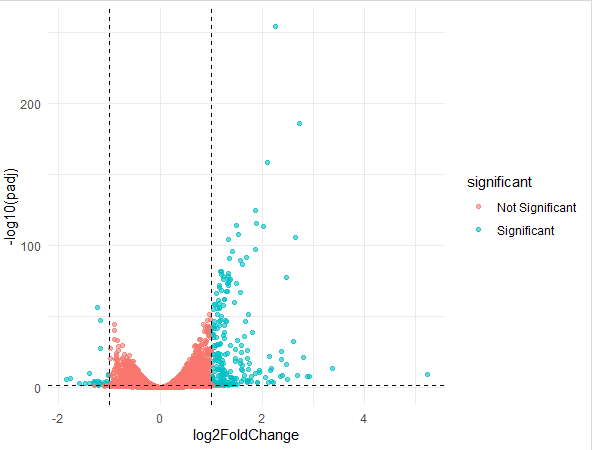 200
100
0
-log10(padj)
-2
0
2
4
log2FoldChange
significant
Not Significant
Significant